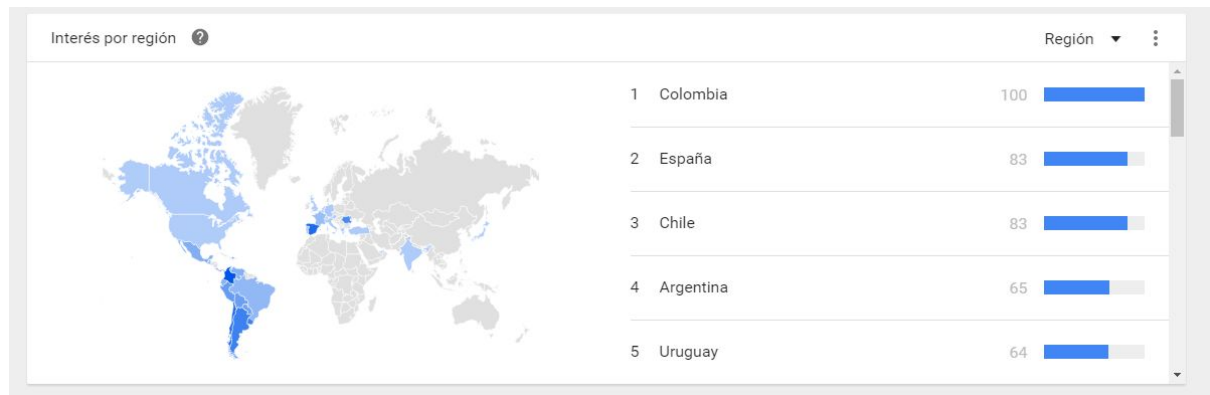 Interés por región ? Región
1 Colombia 100
2 España 83
3 Chile 83
4 Argentina 65
5 Uruguay 64